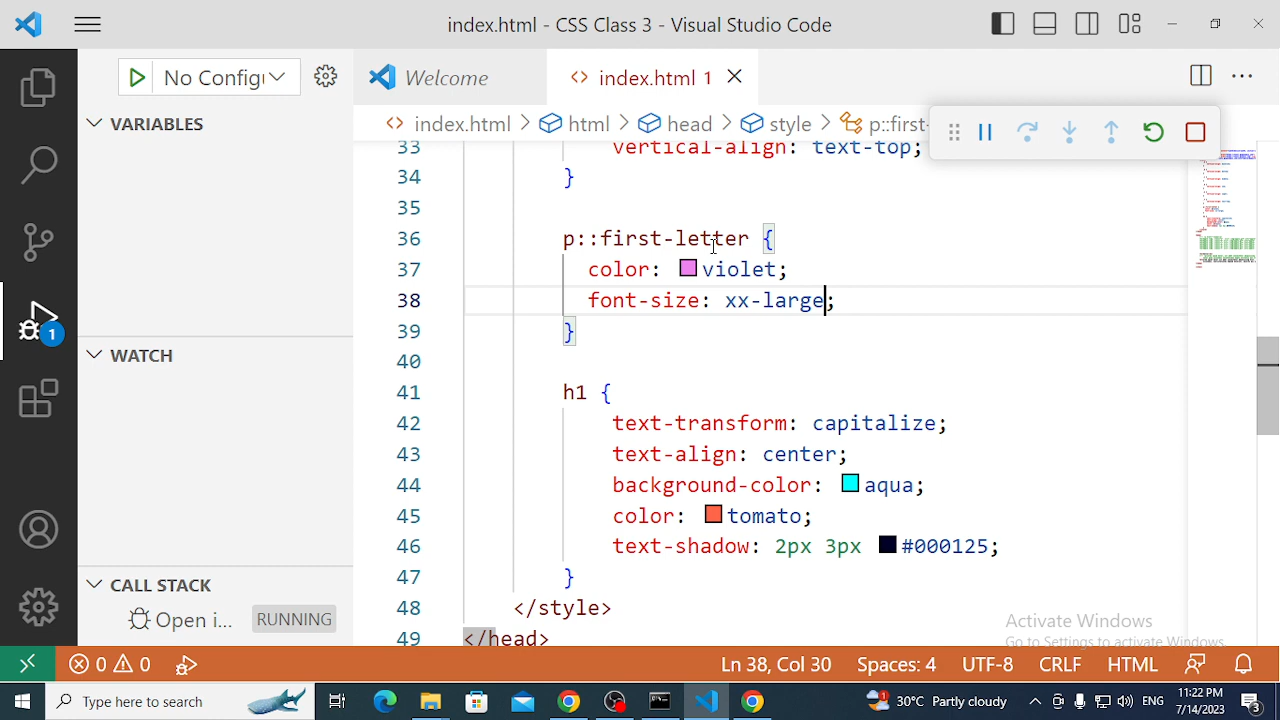 index.html - CSS Class 3 - Visual Studio Code
No Config
Welcome
index.html 1
VARIABLES
index.html > html > head > style > p::first-
33 vertical-align: text-top;
34 }
35
36 p::first-letter {
37 color: violet;
38 font-size: xx-large;
39 }
40
41 h1 {
42 text-transform: capitalize;
43 text-align: center;
44 background-color: aqua;
45 color: tomato;
46 text-shadow: 2px 3px #000125;
47 }
48 </style>
49 </head>
1
WATCH
CALL STACK
Open i... RUNNING
Activate Windows
Go to Settings to activate Windows.
0 0
Ln 38, Col 30 Spaces: 4 UTF-8 CRLF HTML
Type here to search
1 30°C Partly cloudy
ENG
1:22 PM
7/14/2023
3